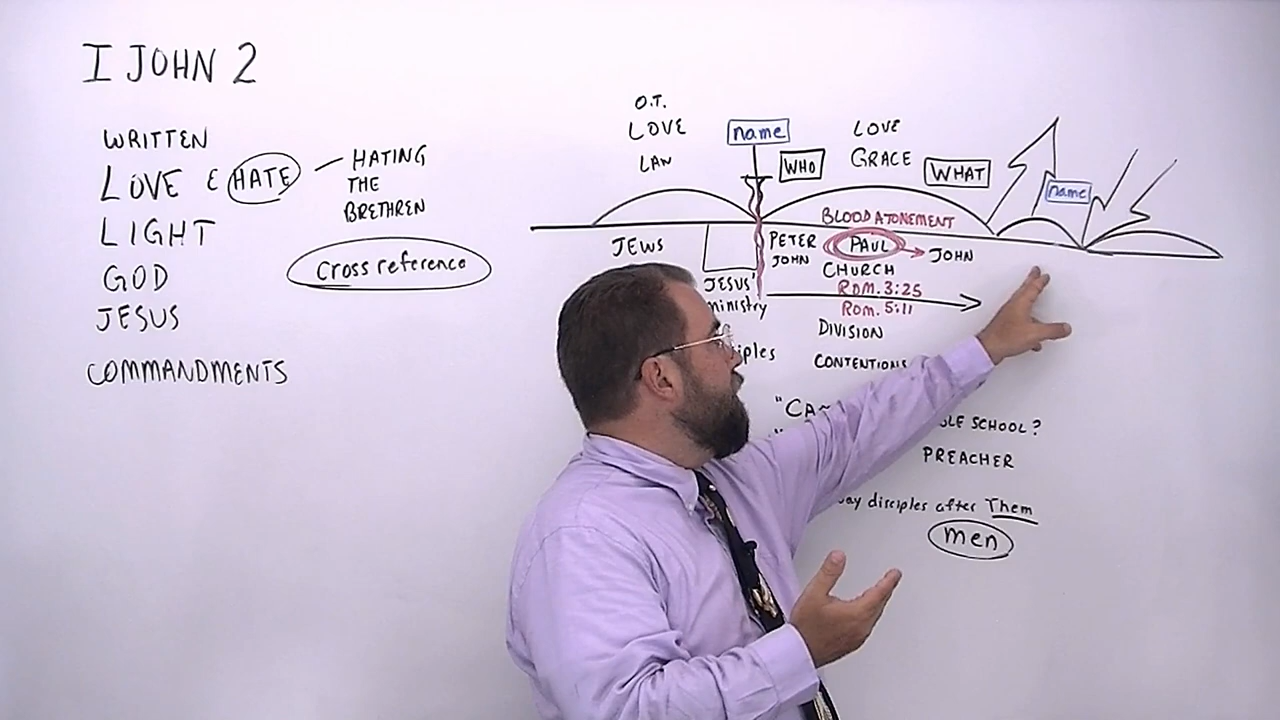 I JOHN 2
WRITTEN
LOVE & HATE
HATING
THE
BRETHREN
LIGHT
Cross reference
GOD
JESUS
COMMANDMENTS
O.T.
LOVE
LAW
name
WHO
LOVE
GRACE
WHAT
name
BLOOD ATONEMENT
JEWS
JESUS'
ministry
PETER
JOHN
PAUL
JOHN
CHURCH
ROM. 3:25
ROM. 5:11
DIVISION
CONTENTIONS
SCHOOL?
PREACHER
disciples after Them
men